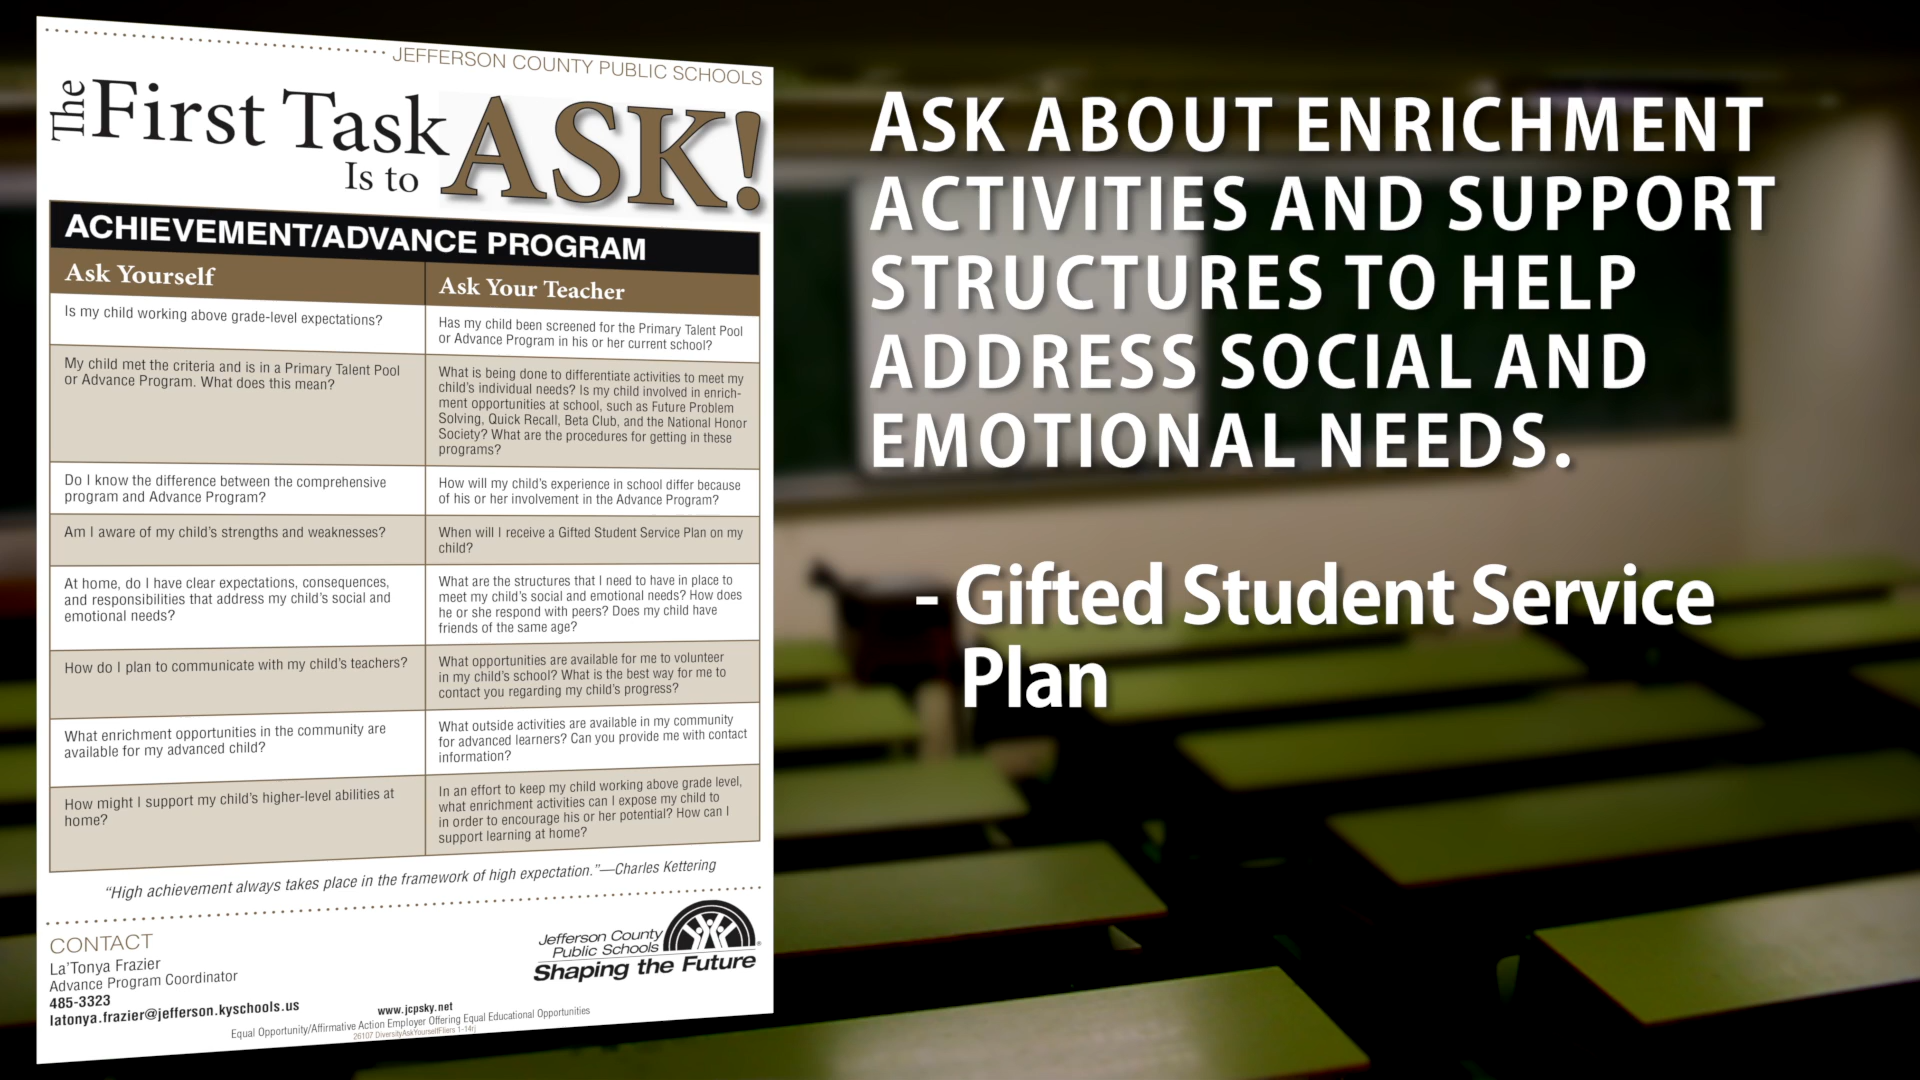 JEFFERSON COUNTY PUBLIC SCHOOLS
The First Task
Is to ASK!
ACHIEVEMENT/ADVANCE PROGRAM
Ask Yourself
Ask Your Teacher
Is my child working above grade-level expectations?
Has my child been screened for the Primary Talent Pool
or Advance Program in his or her current school?
My child met the criteria and is in a Primary Talent Pool
or Advance Program. What does this mean?
What is being done to differentiate activities to meet my
child's individual needs? Is my child involved in enrich-
ment opportunities at school, such as Future Problem
Solving, Quick Recall, Beta Club, and the National Honor
Society? What are the procedures for getting in these
programs?
Do I know the difference between the comprehensive
program and Advance Program?
How will my child's experience in school differ because
of his or her involvement in the Advance Program?
Am I aware of my child's strengths and weaknesses?
When will I receive a Gifted Student Service Plan on my
child?
At home, do I have clear expectations, consequences,
and responsibilities that address my child's social and
emotional needs?
What are the structures that I need to have in place to
meet my child's social and emotional needs? How does
he or she respond with peers? Does my child have
friends of the same age?
How do I plan to communicate with my child's teachers?
What opportunities are available for me to volunteer
in my child's school? What is the best way for me to
contact you regarding my child's progress?
What enrichment opportunities in the community are
available for my advanced child?
What outside activities are available in my community
for advanced learners? Can you provide me with contact
information?
How might I support my child's higher-level abilities at
home?
In an effort to keep my child working above grade level,
what enrichment activities can I expose my child to
in order to encourage his or her potential? How can I
support learning at home?
"High achievement always takes place in the framework of high expectation."—Charles Kettering
CONTACT
La'Tonya Frazier
Advance Program Coordinator
485-3323
latonya.frazier@jefferson.kyschools.us
Jefferson County
Public Schools
Shaping the Future
www.jcpsky.net
Equal Opportunity/Affirmative Action Employer Offering Equal Educational Opportunities
26107 DiversityAskYourselfFliers 1-14rj
ASK ABOUT ENRICHMENT
ACTIVITIES AND SUPPORT
STRUCTURES TO HELP
ADDRESS SOCIAL AND
EMOTIONAL NEEDS.
- Gifted Student Service
Plan